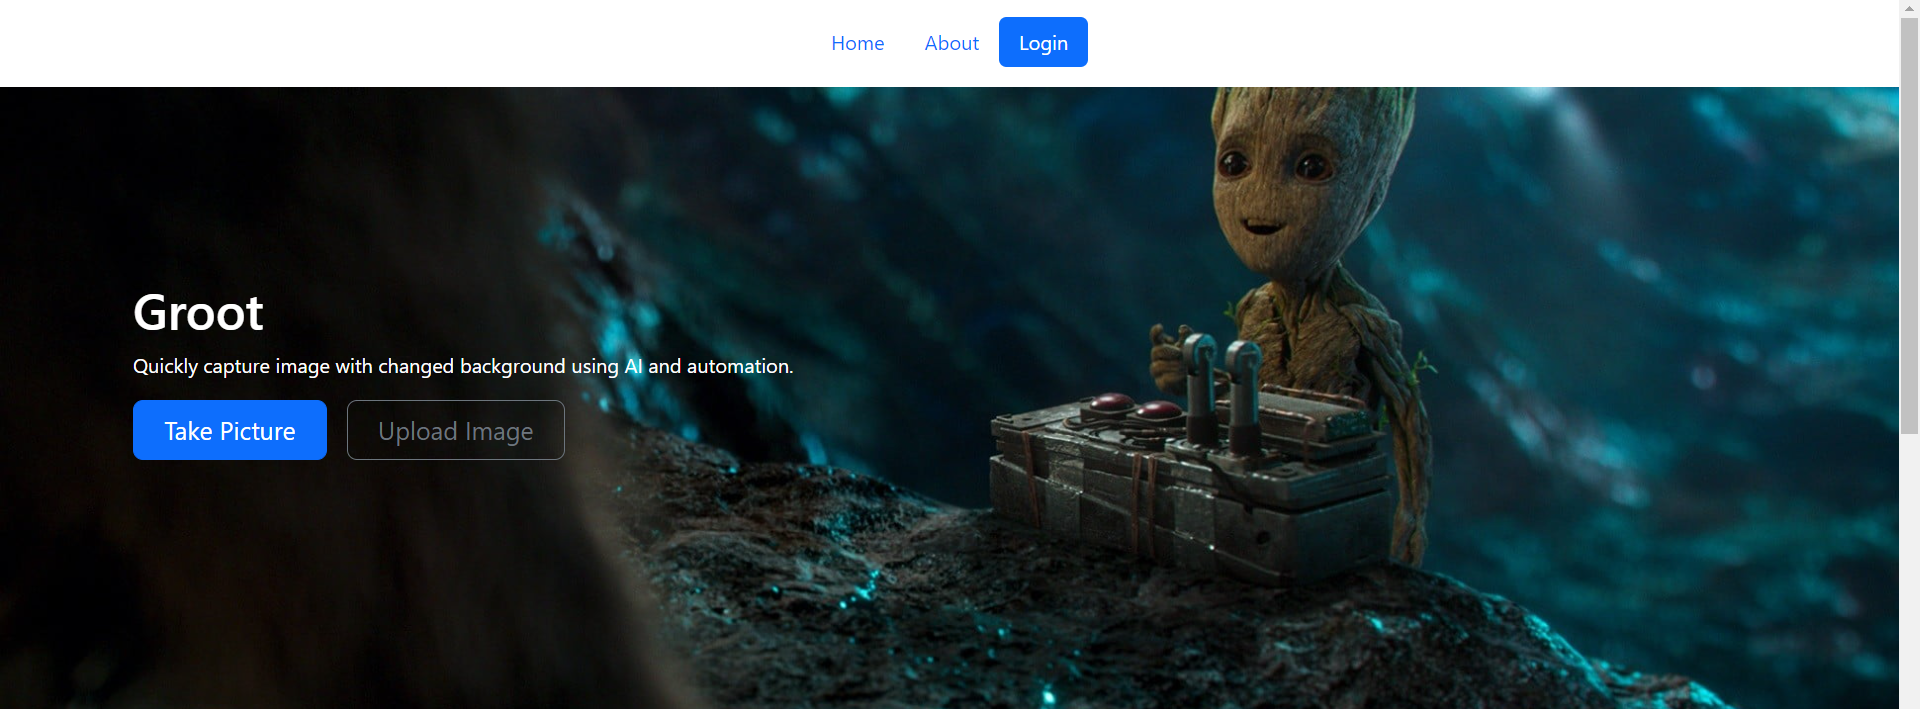 Home About Login
Groot
Quickly capture image with changed background using AI and automation.
Take Picture Upload Image